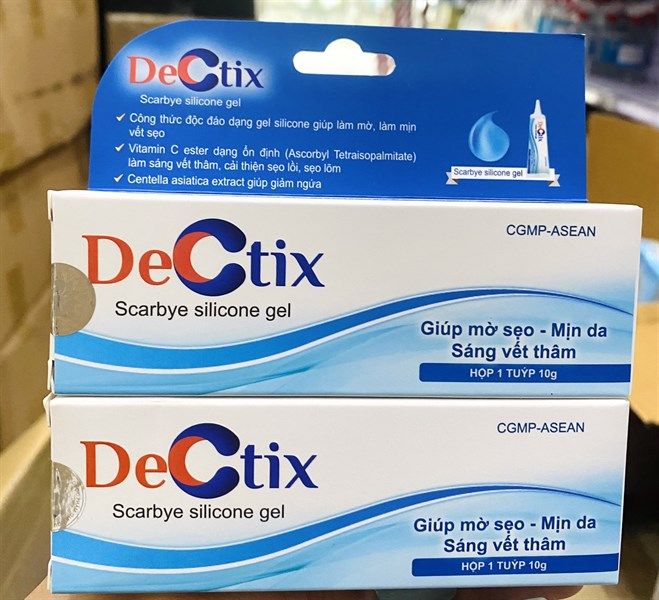 DeCtix
Scarbye silicone gel
✓ Công thức độc đáo dạng gel silicone giúp làm mờ, làm mịn
vết sẹo
✓ Vitamin C ester dạng ổn định (Ascorbyl Tetraisopalmitate)
làm sáng vết thâm, cải thiện sẹo lồi, sẹo lõm
✓ Centella asiatica extract giúp giảm ngứa
DeCtix
Scarbye silicone gel
CGMP-ASEAN
DeCtix
Scarbye silicone gel
Giúp mờ sẹo - Mịn da
Sáng vết thâm
HỘP 1 TUÝP 10g
CGMP-ASEAN
DeCtix
Scarbye silicone gel
Giúp mờ sẹo - Mịn da
Sáng vết thâm
HỘP 1 TUÝP 10g